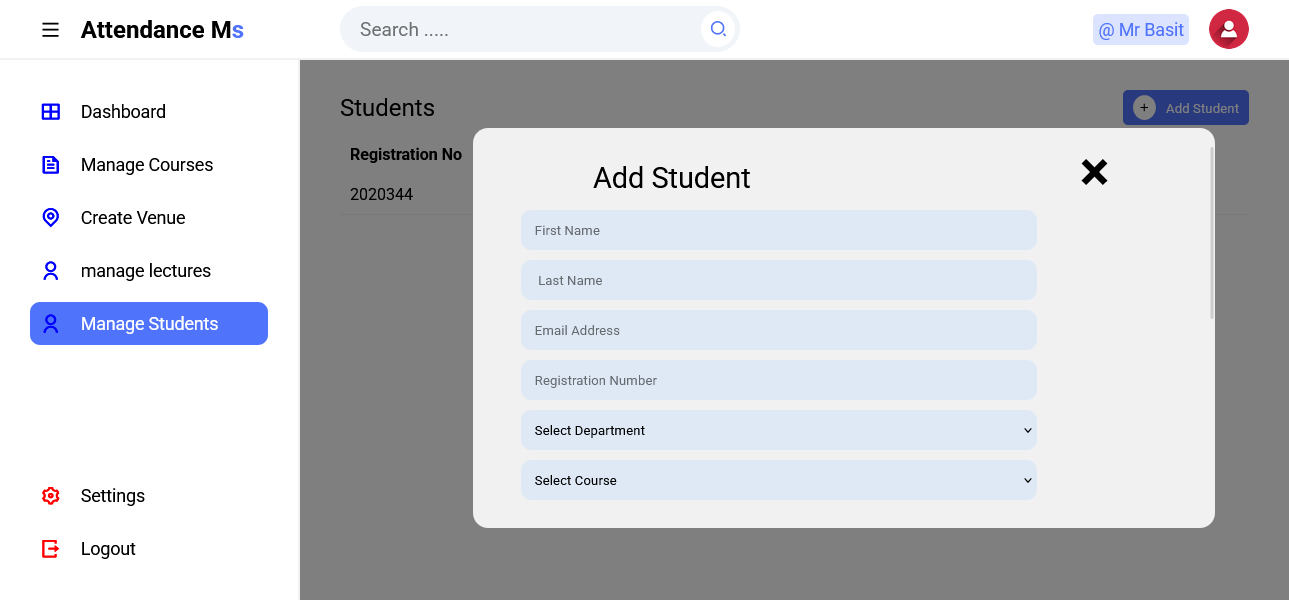 Attendance Ms
Search .....
@ Mr Basit
Dashboard
Manage Courses
Create Venue
manage lectures
Manage Students
Settings
Logout
Students
+ Add Student
Registration No
2020344
Add Student
First Name
Last Name
Email Address
Registration Number
Select Department
Select Course